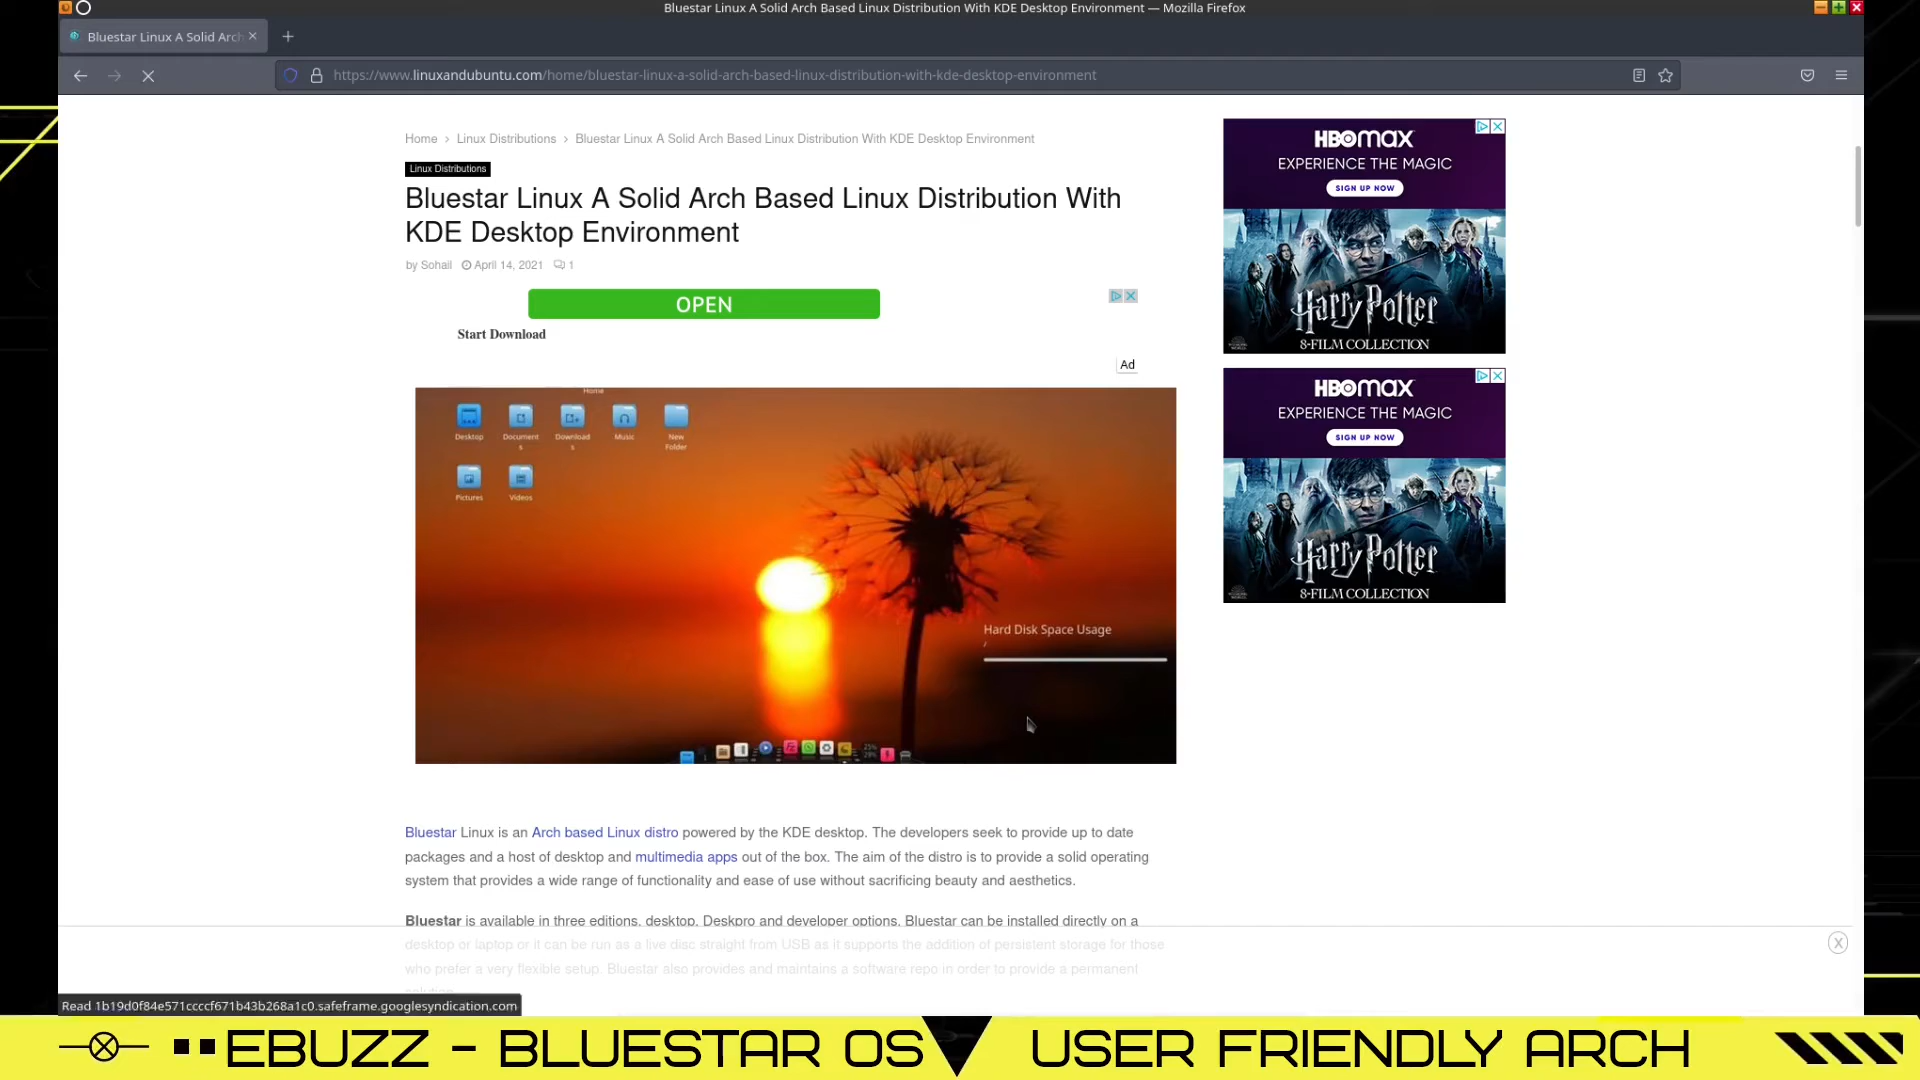 Bluestar Linux A Solid Arch Based Linux Distribution With KDE Desktop Environment — Mozilla Firefox
Bluestar Linux A Solid Arch
https://www.linuxandubuntu.com/home/bluestar-linux-a-solid-arch-based-linux-distribution-with-kde-desktop-environment
Home > Linux Distributions > Bluestar Linux A Solid Arch Based Linux Distribution With KDE Desktop Environment
Linux Distributions
Bluestar Linux A Solid Arch Based Linux Distribution With
KDE Desktop Environment
by Sohail April 14, 2021 1
OPEN
Start Download
Ad
Home
Desktop
Document
s
Download
s
Music
New
Folder
Pictures
Videos
Hard Disk Space Usage
/
HBOMAX
EXPERIENCE THE MAGIC
SIGN UP NOW
Harry Potter
8-FILM COLLECTION
HBOMAX
EXPERIENCE THE MAGIC
SIGN UP NOW
Harry Potter
8-FILM COLLECTION
Bluestar Linux is an Arch based Linux distro powered by the KDE desktop. The developers seek to provide up to date
packages and a host of desktop and multimedia apps out of the box. The aim of the distro is to provide a solid operating
system that provides a wide range of functionality and ease of use without sacrificing beauty and aesthetics.
Bluestar is available in three editions, desktop, Deskpro and developer options. Bluestar can be installed directly on a
desktop or laptop or it can be run as a live disc straight from USB as it supports the addition of persistent storage for those
who prefer a very flexible setup. Bluestar also provides and maintains a software repo in order to provide a permanent
solution.
Read 1b19d0f84e571ccccf671b43b268a1c0.safeframe.googlesyndication.com
EBUZZ - BLUESTAR OS USER FRIENDLY ARCH